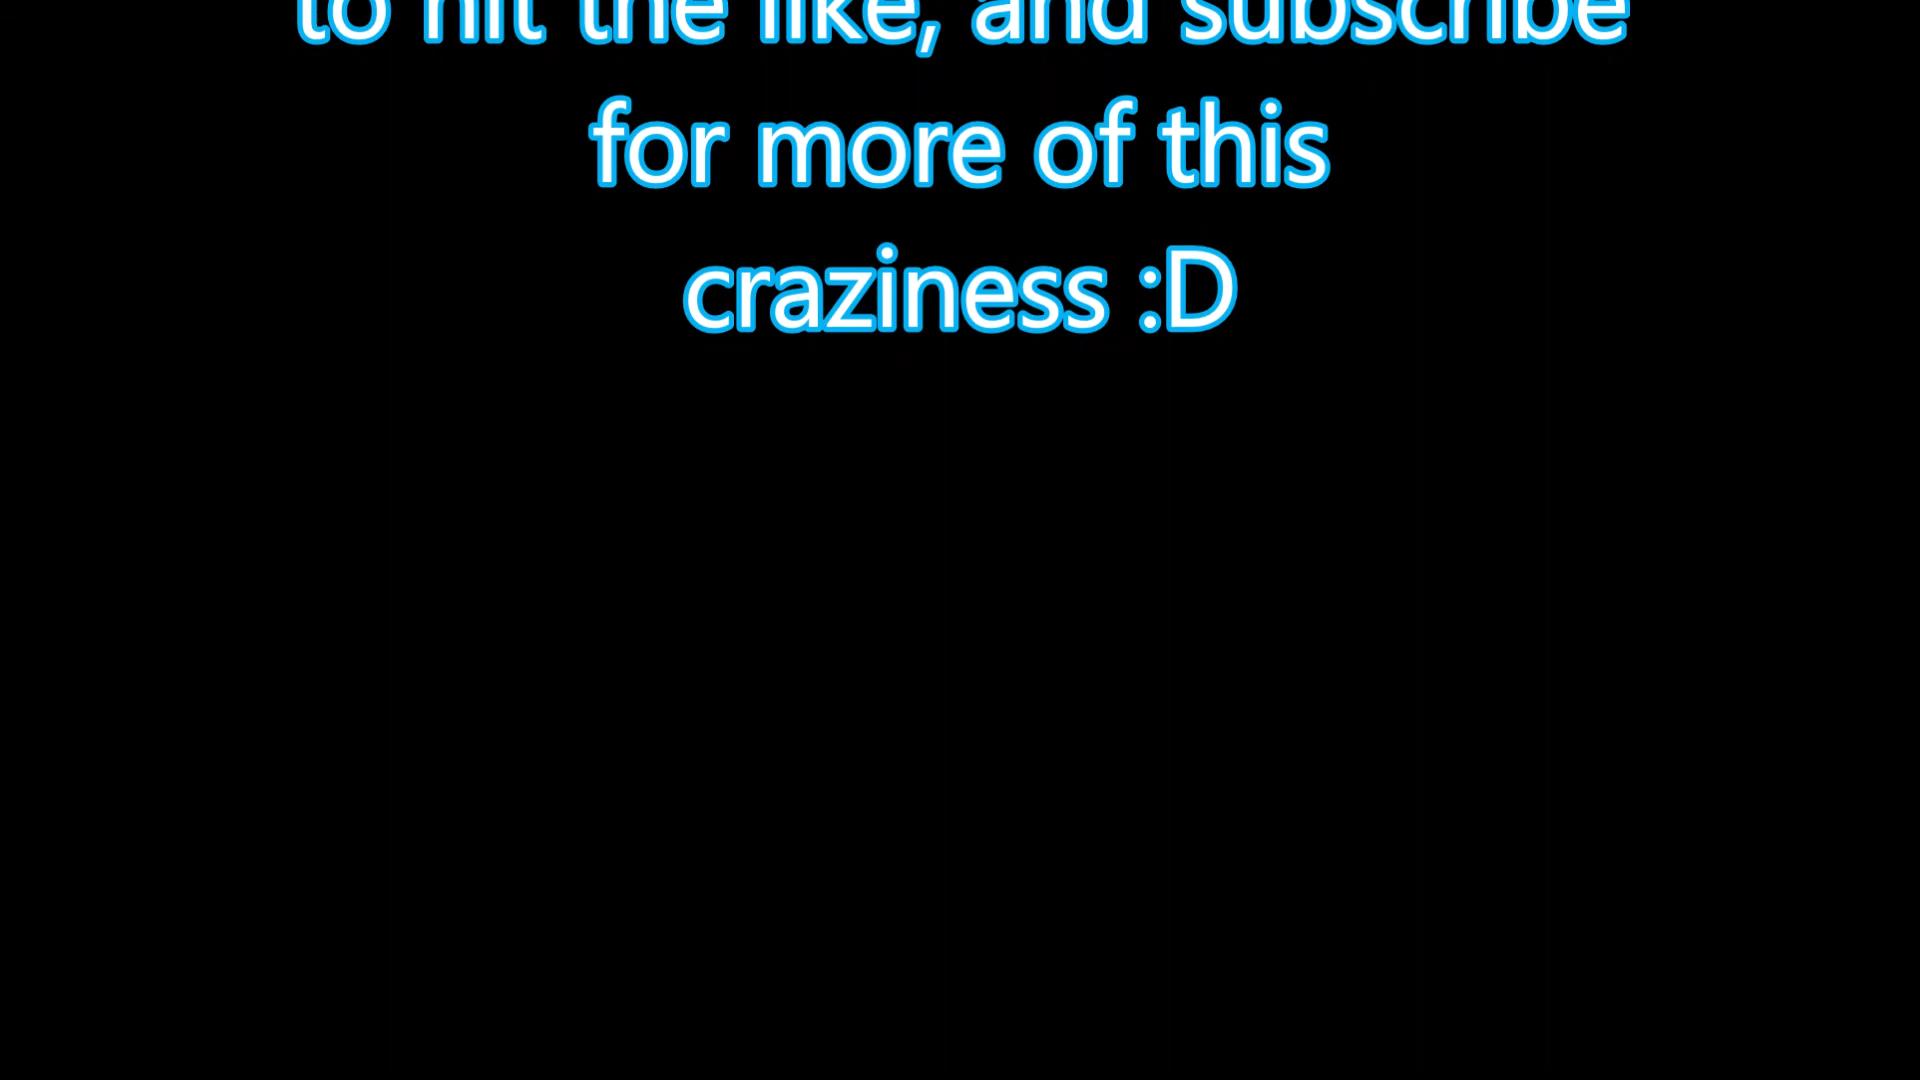 to hit the like, and subscribe
for more of this
craziness :D